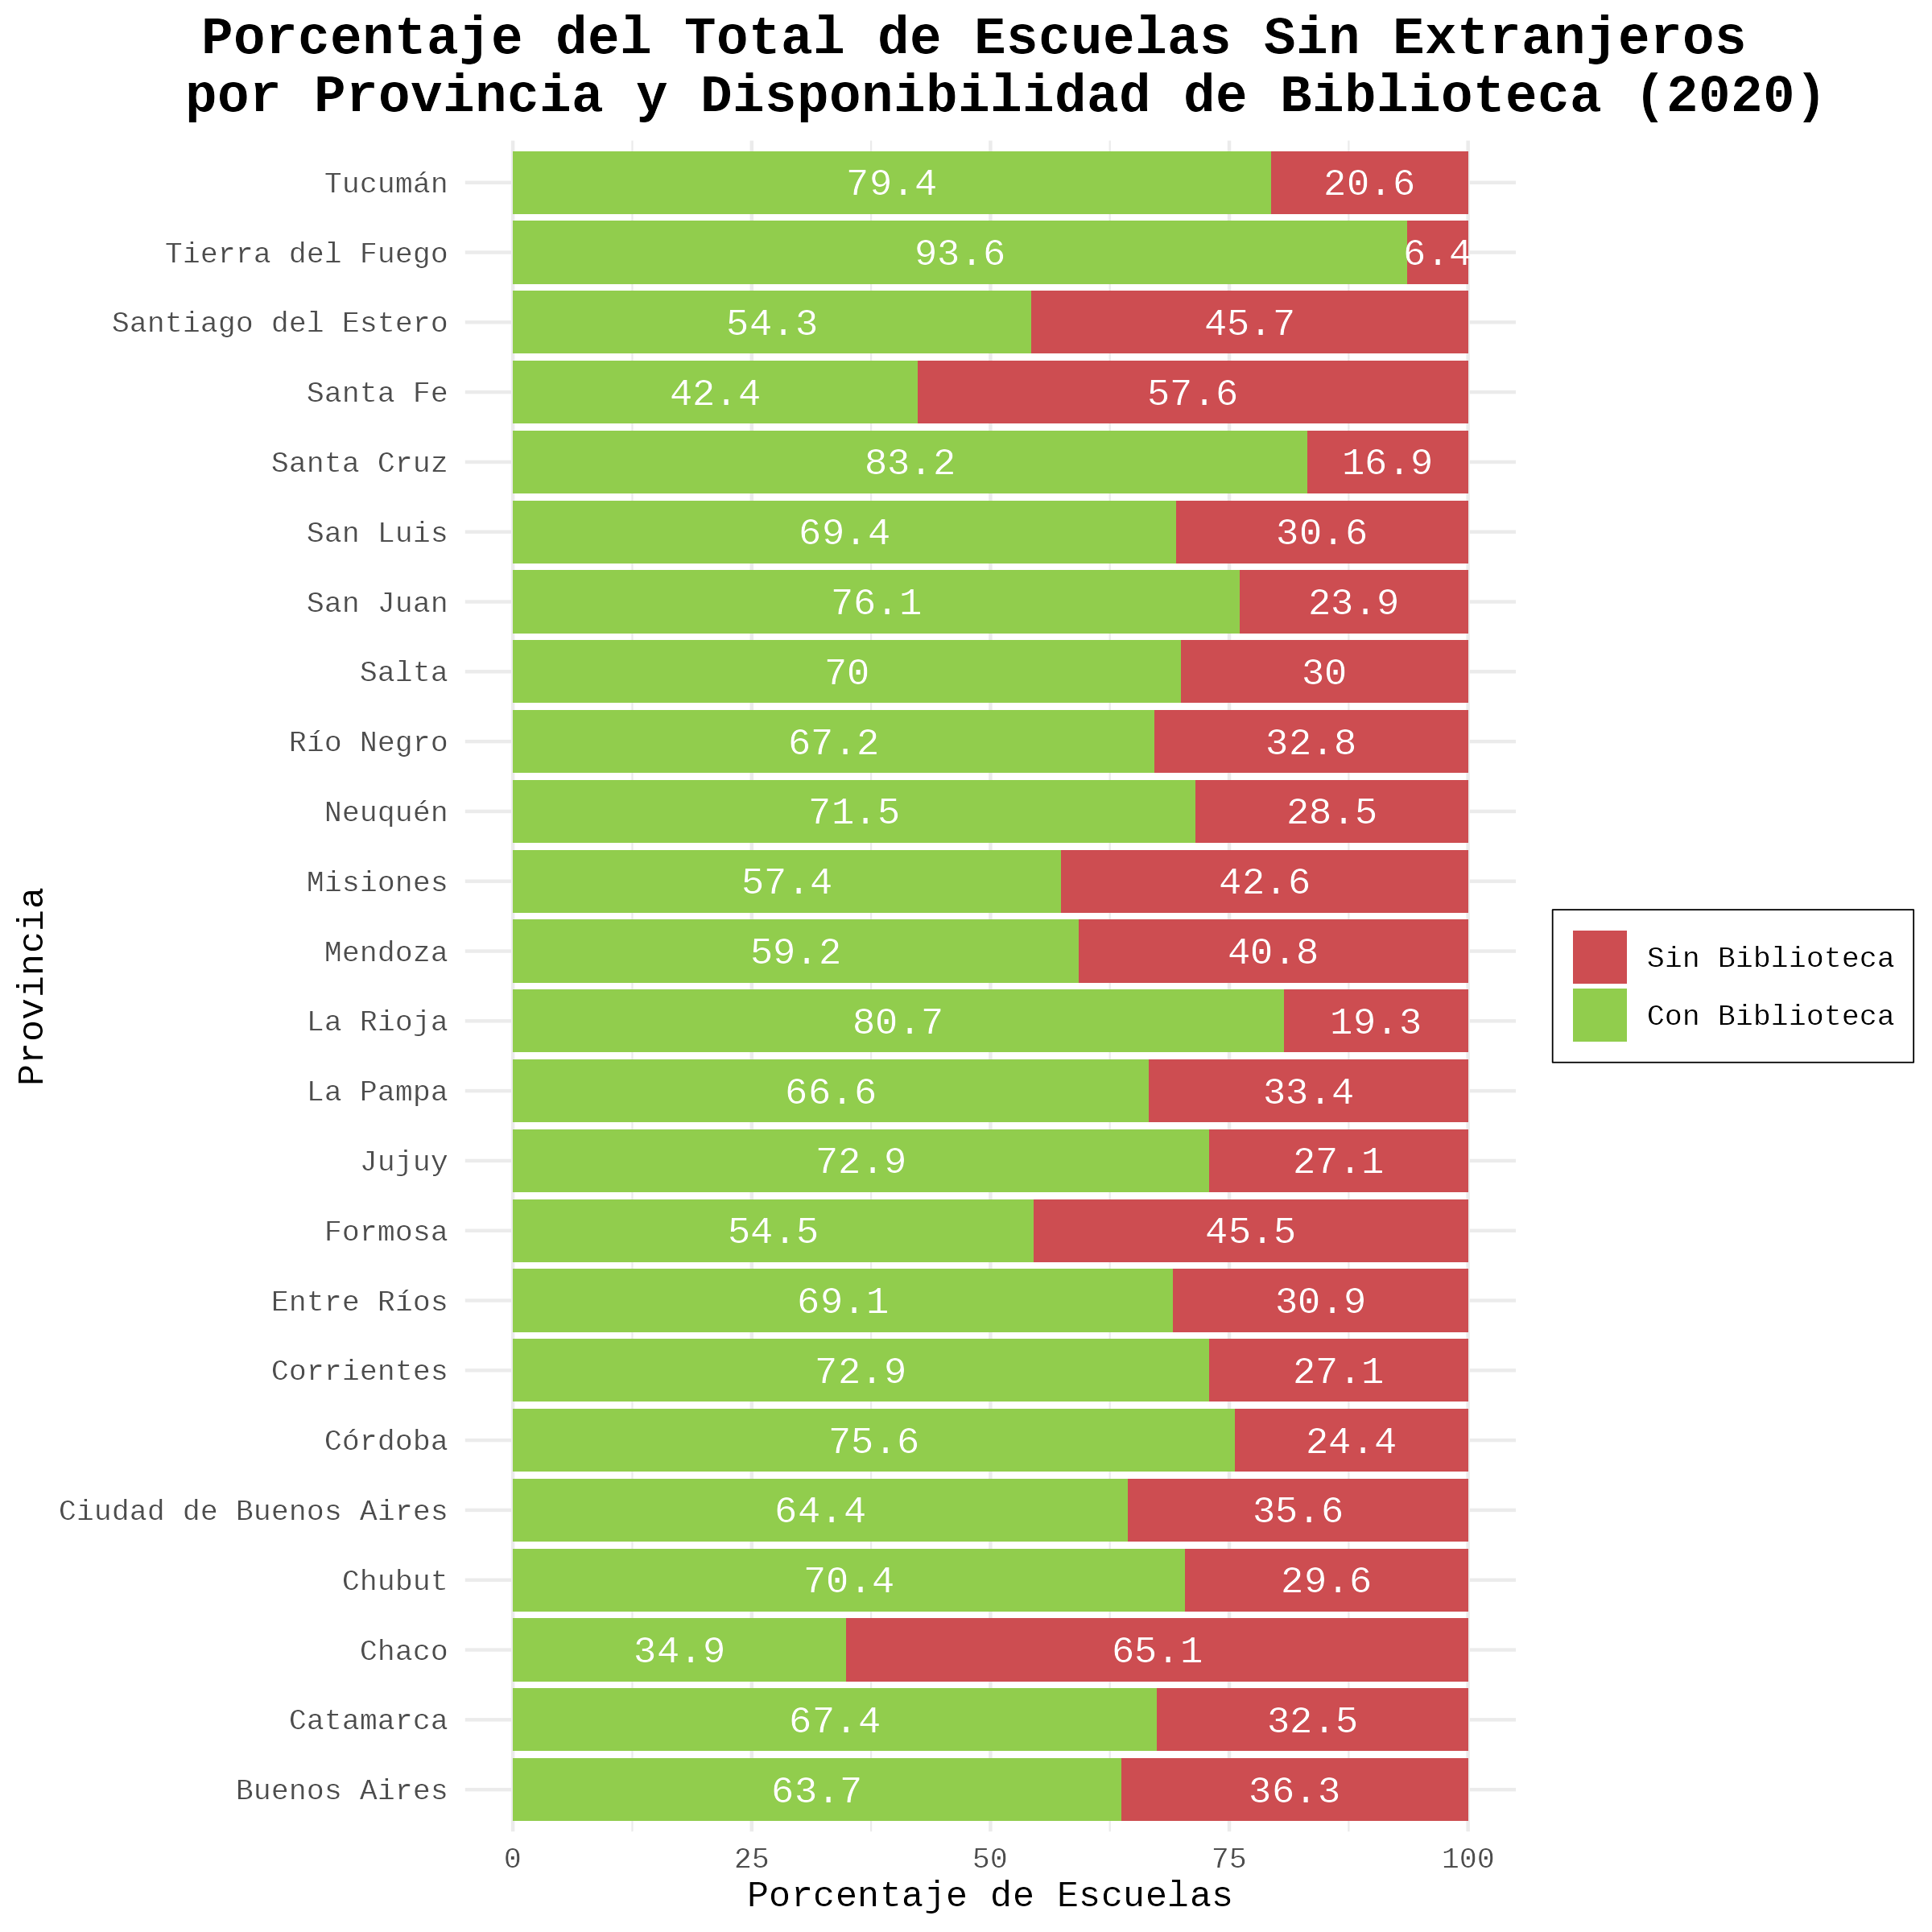 Porcentaje del Total de Escuelas Sin Extranjeros
por Provincia y Disponibilidad de Biblioteca (2020)
Tucumán 79.4 20.6
Tierra del Fuego 93.6 6.4
Santiago del Estero 54.3 45.7
Santa Fe 42.4 57.6
Santa Cruz 83.2 16.9
San Luis 69.4 30.6
San Juan 76.1 23.9
Salta 70 30
Río Negro 67.2 32.8
Neuquén 71.5 28.5
Misiones 57.4 42.6
Mendoza 59.2 40.8
La Rioja 80.7 19.3
La Pampa 66.6 33.4
Jujuy 72.9 27.1
Formosa 54.5 45.5
Entre Ríos 69.1 30.9
Corrientes 72.9 27.1
Córdoba 75.6 24.4
Ciudad de Buenos Aires 64.4 35.6
Chubut 70.4 29.6
Chaco 34.9 65.1
Catamarca 67.4 32.5
Buenos Aires 63.7 36.3
0 25 50 75 100
Porcentaje de Escuelas
Provincia
Sin Biblioteca
Con Biblioteca